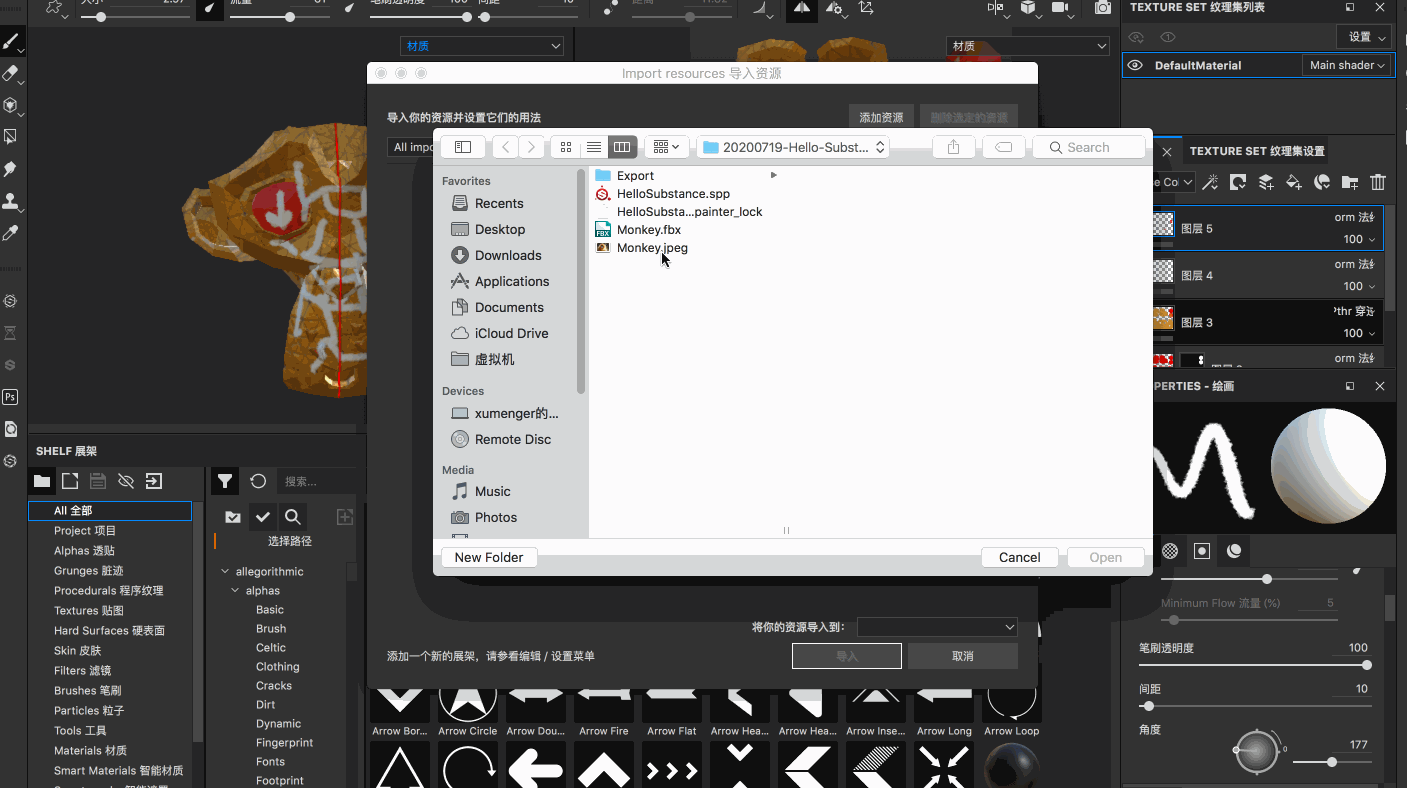 大小
2.57
流量
笔刷透明度
100
间距
10
距离
材质
材质
TEXTURE SET 纹理集列表
设置
DefaultMaterial
Main shader
Import resources 导入资源
导入你的资源并设置它们的用法
添加资源
删除选定的资源
All impo
20200719-Hello-Subst...
Search
Favorites
Recents
Desktop
Downloads
Applications
Documents
iCloud Drive
虚拟机
Devices
xumenger的...
Remote Disc
Media
Music
Photos
Export
HelloSubstance.spp
HelloSubsta...painter_lock
Monkey.fbx
Monkey.jpeg
New Folder
Cancel
Open
将你的资源导入到：
添加一个新的展架，请参看编辑 / 设置菜单
导入
取消
TEXTURE SET 纹理集设置
e Col
orm 法
图层 5
100
orm 法
图层 4
100
thr 穿
图层 3
100
orm 法
PERTIES - 绘画
Minimum Flow 流量 (%)
5
笔刷透明度
100
间距
10
角度
0
177
Ps
SHELF 展架
搜索...
选择路径
All 全部
Project 项目
Alphas 透贴
Grunges 脏迹
Procedurals 程序纹理
Textures 贴图
Hard Surfaces 硬表面
Skin 皮肤
Filters 滤镜
Brushes 笔刷
Particles 粒子
Tools 工具
Materials 材质
Smart Materials 智能材质
allegorithmic
alphas
Basic
Brush
Celtic
Clothing
Cracks
Dirt
Dynamic
Fingerprint
Fonts
Footprint
Arrow Bor...
Arrow Circle
Arrow Dou...
Arrow Fire
Arrow Flat
Arrow Hea...
Arrow Hea...
Arrow Inse...
Arrow Long
Arrow Loop